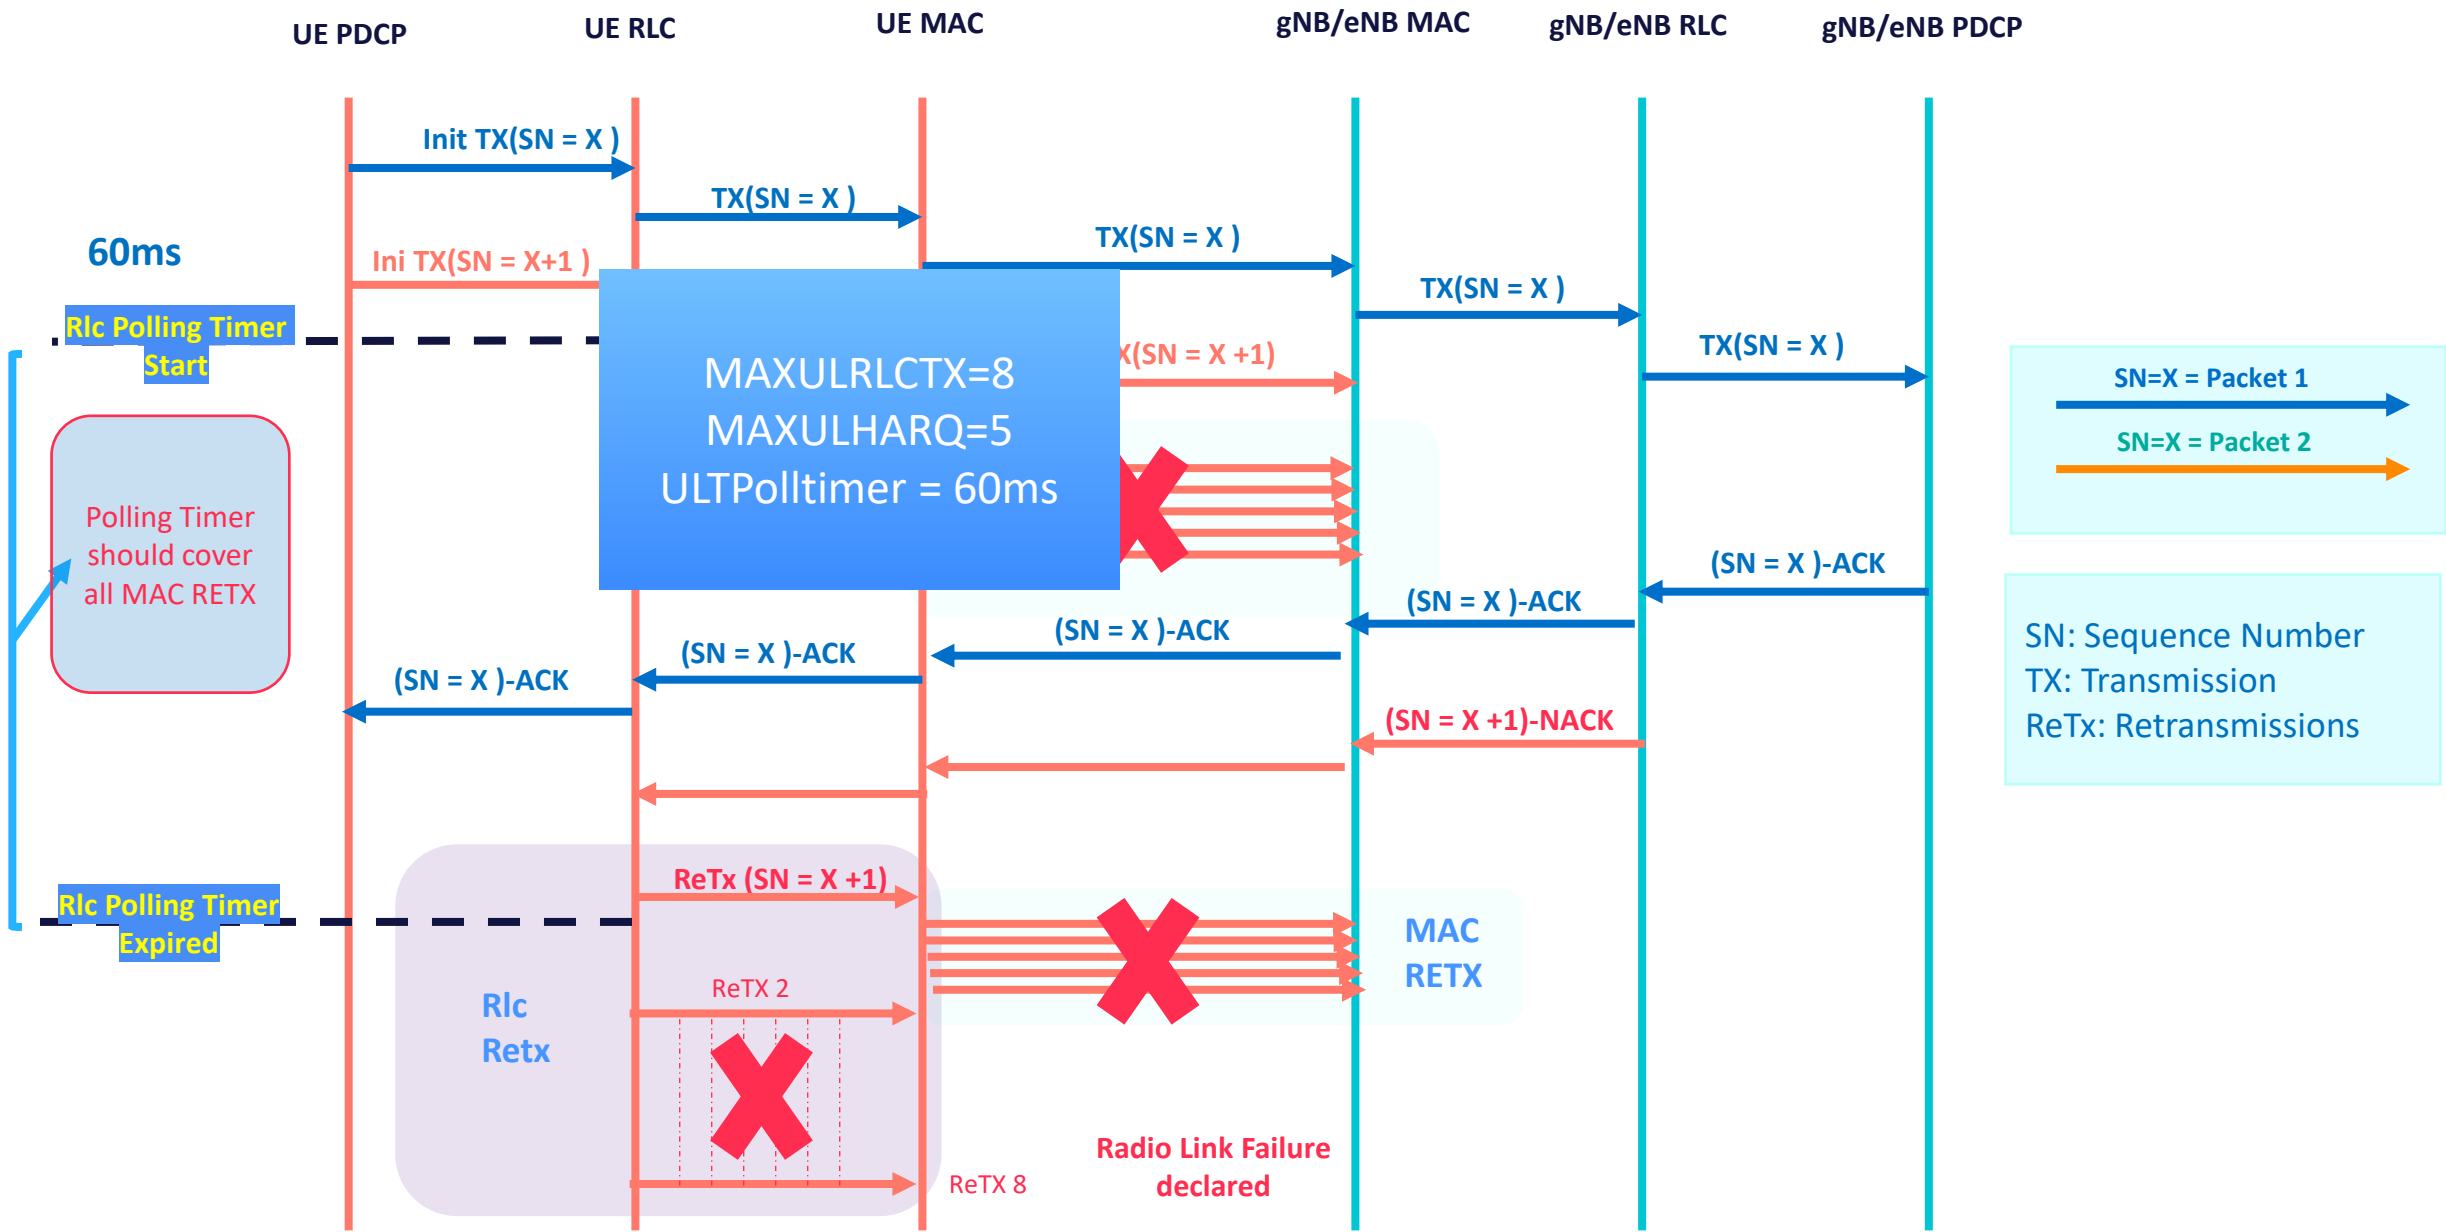 UE PDCP
UE RLC
UE MAC
gNB/eNB MAC
gNB/eNB RLC
gNB/eNB PDCP
Init TX(SN = X )
TX(SN = X )
TX(SN = X )
60ms
Ini TX(SN = X+1 )
TX(SN = X )
Rlc Polling Timer
Start
X(SN = X +1)
TX(SN = X )
MAXULRLCTX=8
MAXULHARQ=5
ULTPolltimer = 60ms
SN=X = Packet 1
SN=X = Packet 2
Polling Timer
should cover
all MAC RETX
(SN = X )-ACK
(SN = X )-ACK
(SN = X )-ACK
(SN = X )-ACK
(SN = X )-ACK
SN: Sequence Number
TX: Transmission
ReTx: Retransmissions
(SN = X +1)-NACK
ReTx (SN = X +1)
Rlc Polling Timer
Expired
MAC
RETX
ReTX 2
Rlc
Retx
Radio Link Failure
declared
ReTX 8